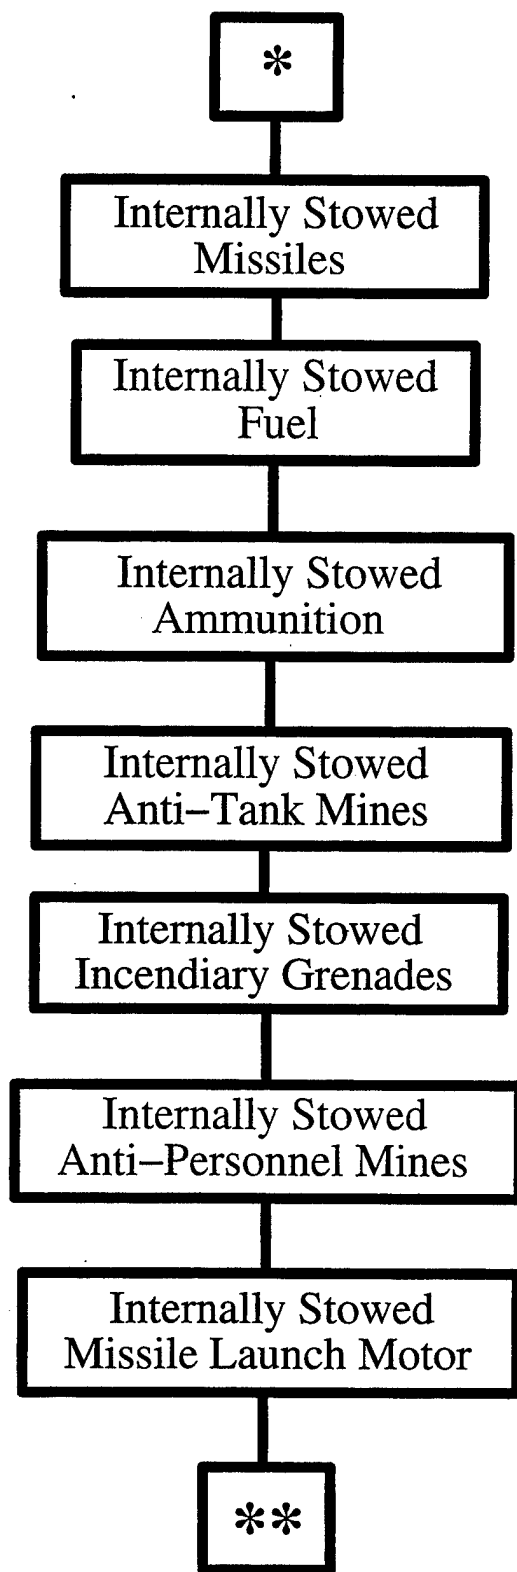 *
Internally Stowed
Missiles
Internally Stowed
Fuel
Internally Stowed
Ammunition
Internally Stowed
Anti–Tank Mines
Internally Stowed
Incendiary Grenades
Internally Stowed
Anti–Personnel Mines
Internally Stowed
Missile Launch Motor
**